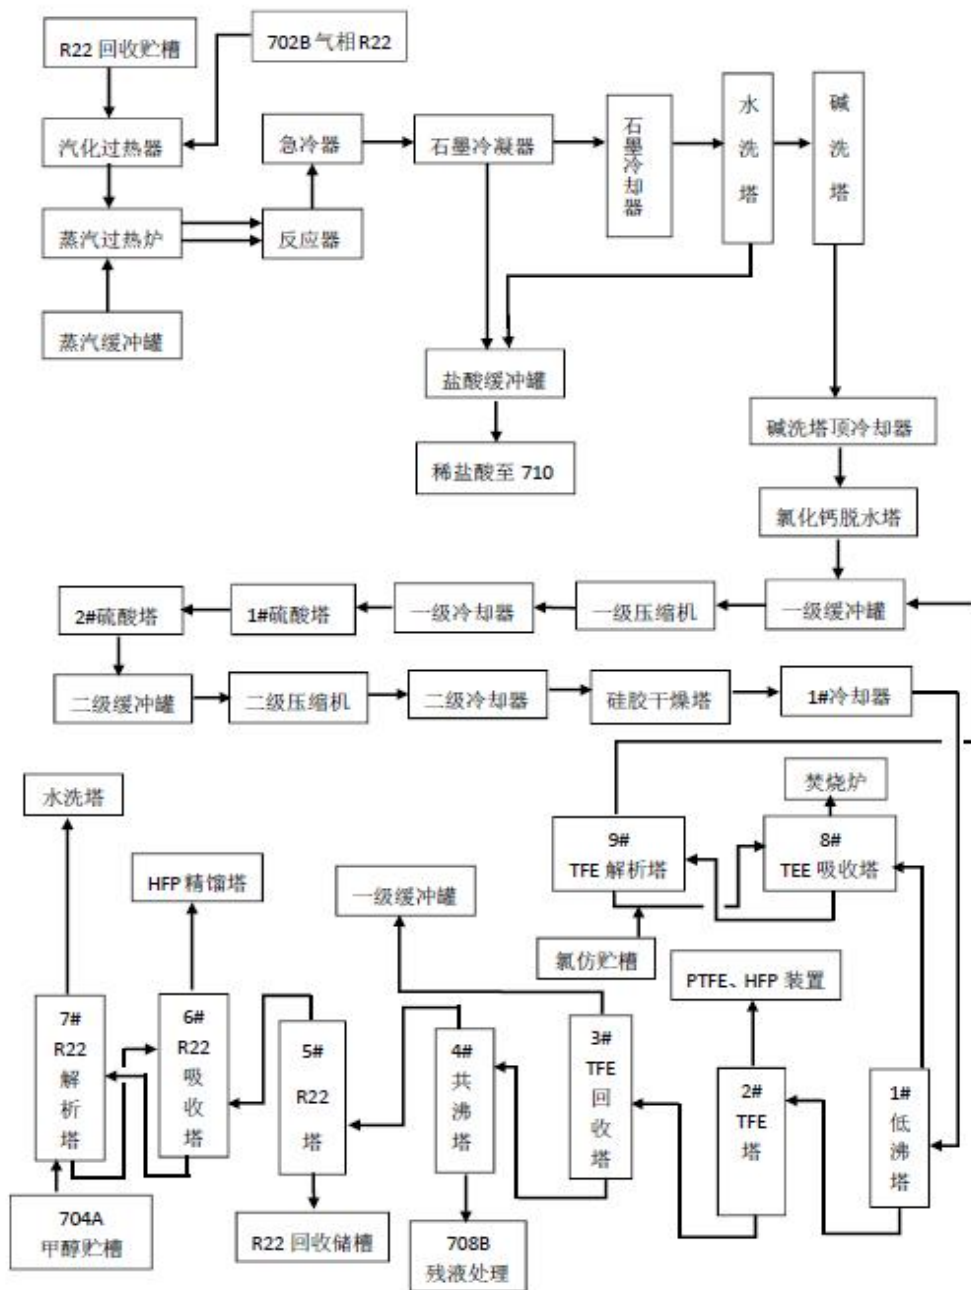 R22 回收贮槽
702B 气相 R22
汽化过热器
急冷器
石墨冷凝器
石墨冷却器
水洗塔
碱洗塔
蒸汽过热炉
反应器
蒸汽缓冲罐
盐酸缓冲罐
稀盐酸至 710
碱洗塔顶冷却器
氯化钙脱水塔
2#硫酸塔
1#硫酸塔
一级冷却器
一级压缩机
一级缓冲罐
二级缓冲罐
二级压缩机
二级冷却器
硅胶干燥塔
1#冷却器
水洗塔
焚烧炉
9#
TFE 解析塔
8#
TEE 吸收塔
HFP 精馏塔
一级缓冲罐
氯仿贮槽
PTFE、HFP 装置
7#
R22
解
析
塔
6#
R22
吸
收
塔
5#
R22
塔
4#
共
沸
塔
3#
TFE
回
收
塔
2#
TFE
塔
1#
低
沸
塔
704A
甲醇贮槽
R22 回收储槽
708B
残液处理